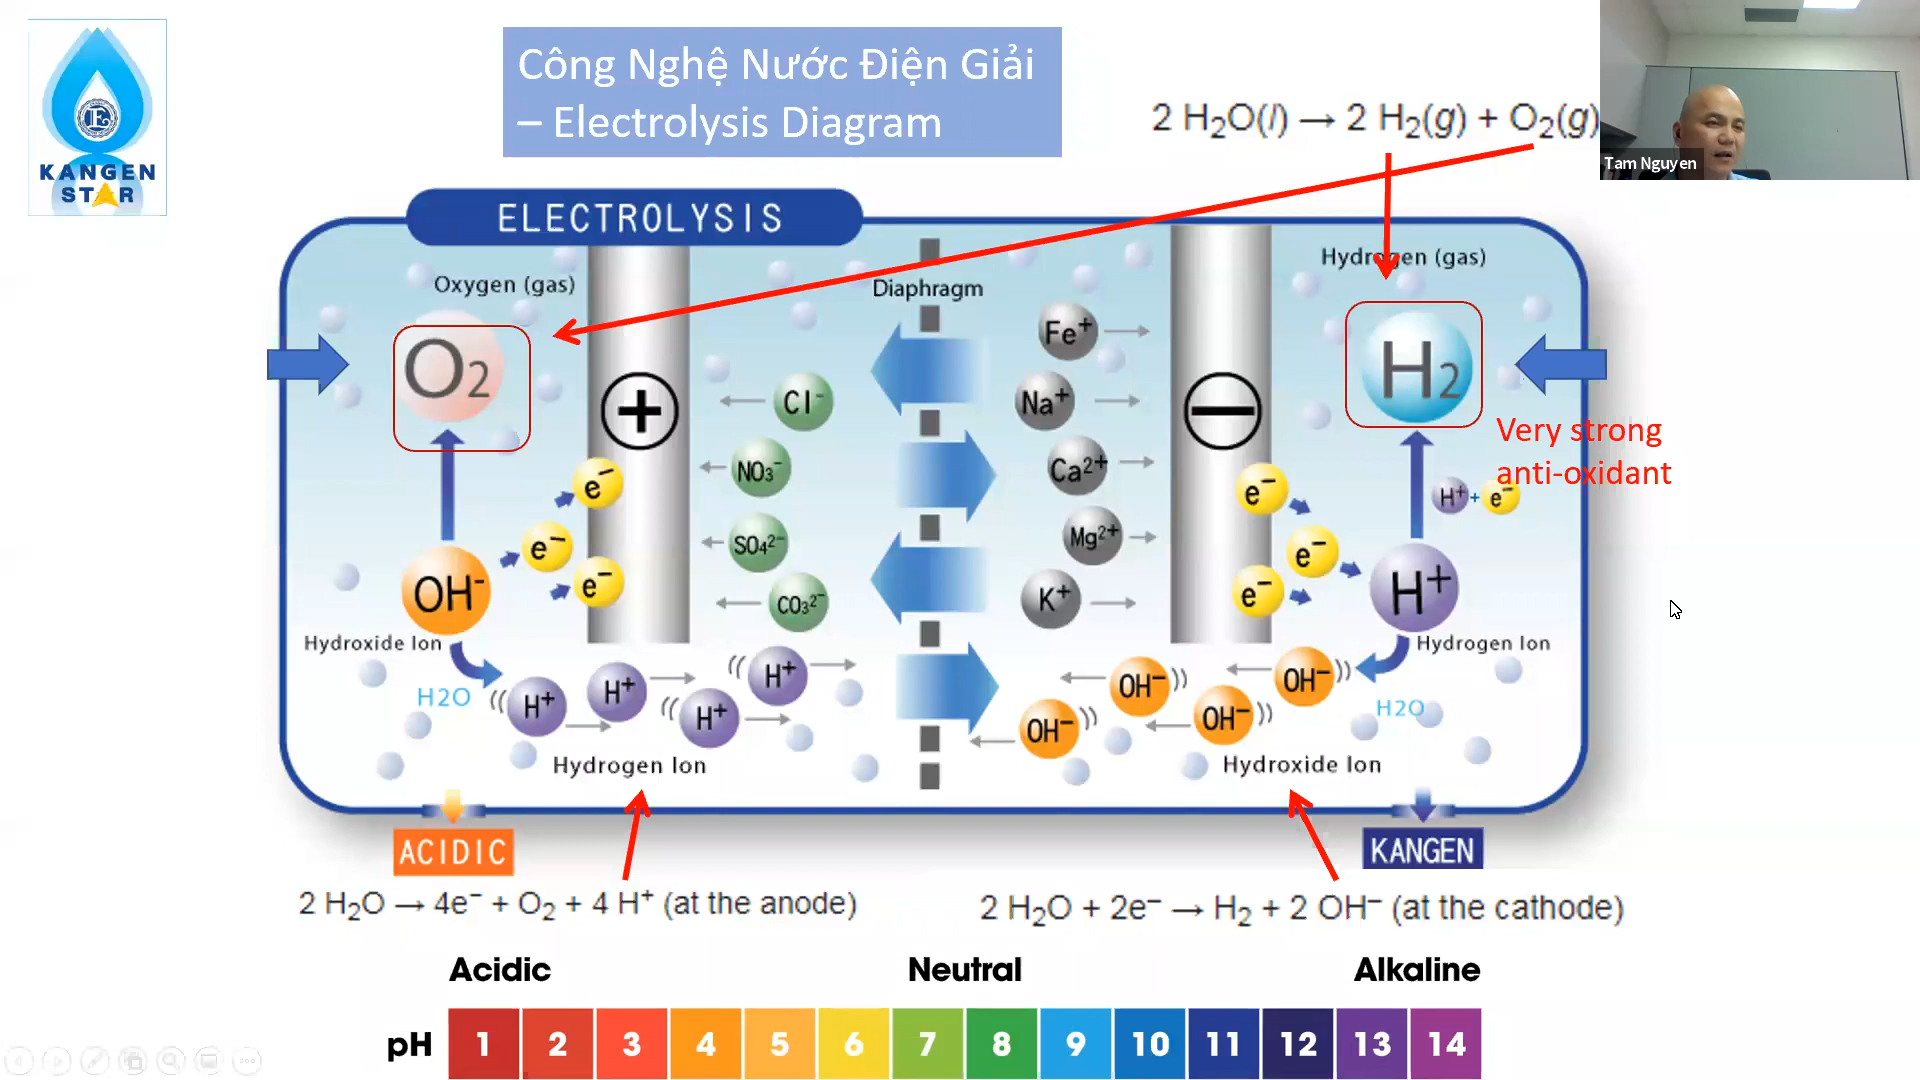 KANGEN
STAR
Công Nghệ Nước Điện Giải
– Electrolysis Diagram
2 H₂O(l) → 2 H₂(g) + O₂(g)
Tam Nguyen
ELECTROLYSIS
Oxygen (gas)
Diaphragm
Hydrogen (gas)
O₂
+
Cl⁻
NO₃⁻
SO₄²⁻
CO₃²⁻
Fe⁺
Na⁺
Ca²⁺
Mg²⁺
K⁺
−
H₂
Very strong
anti-oxidant
H⁺ + e⁻
e⁻
e⁻
e⁻
e⁻
e⁻
e⁻
OH⁻
H⁺
Hydroxide Ion
Hydrogen Ion
H2O
H⁺
H⁺
H⁺
H⁺
OH⁻
OH⁻
OH⁻
OH⁻
H2O
Hydrogen Ion
Hydroxide Ion
ACIDIC
KANGEN
2 H₂O → 4e⁻ + O₂ + 4 H⁺ (at the anode)
2 H₂O + 2e⁻ → H₂ + 2 OH⁻ (at the cathode)
Acidic Neutral Alkaline
pH 1 2 3 4 5 6 7 8 9 10 11 12 13 14